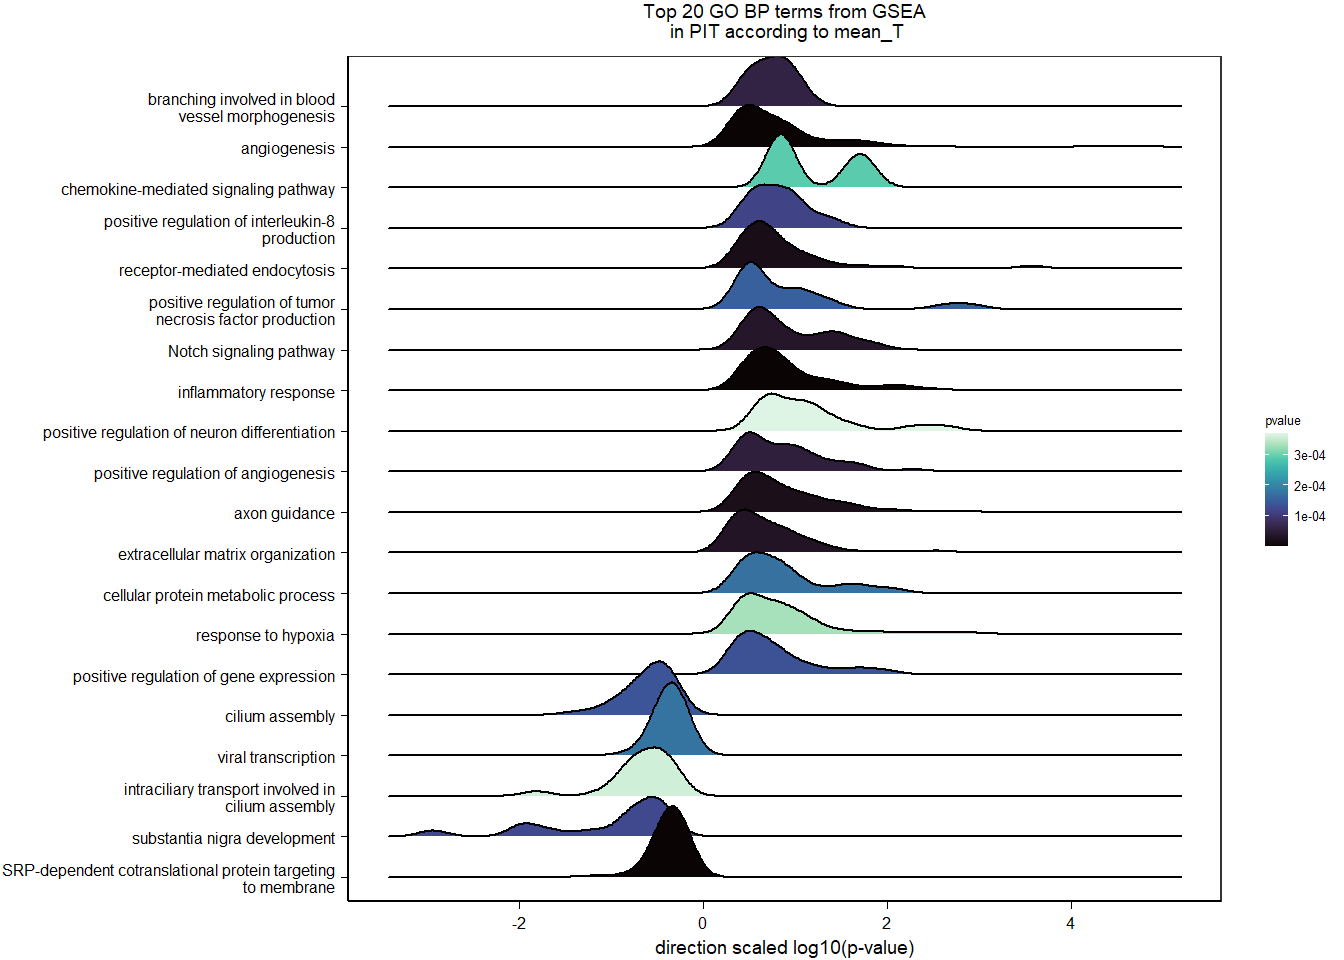 Top 20 GO BP terms from GSEA
in PIT according to mean_T
branching involved in blood
vessel morphogenesis
angiogenesis
chemokine-mediated signaling pathway
positive regulation of interleukin-8
production
receptor-mediated endocytosis
positive regulation of tumor
necrosis factor production
Notch signaling pathway
inflammatory response
positive regulation of neuron differentiation
positive regulation of angiogenesis
axon guidance
extracellular matrix organization
cellular protein metabolic process
response to hypoxia
positive regulation of gene expression
cilium assembly
viral transcription
intraciliary transport involved in
cilium assembly
substantia nigra development
SRP-dependent cotranslational protein targeting
to membrane
-2 0 2 4
direction scaled log10(p-value)
pvalue
3e-04
2e-04
1e-04